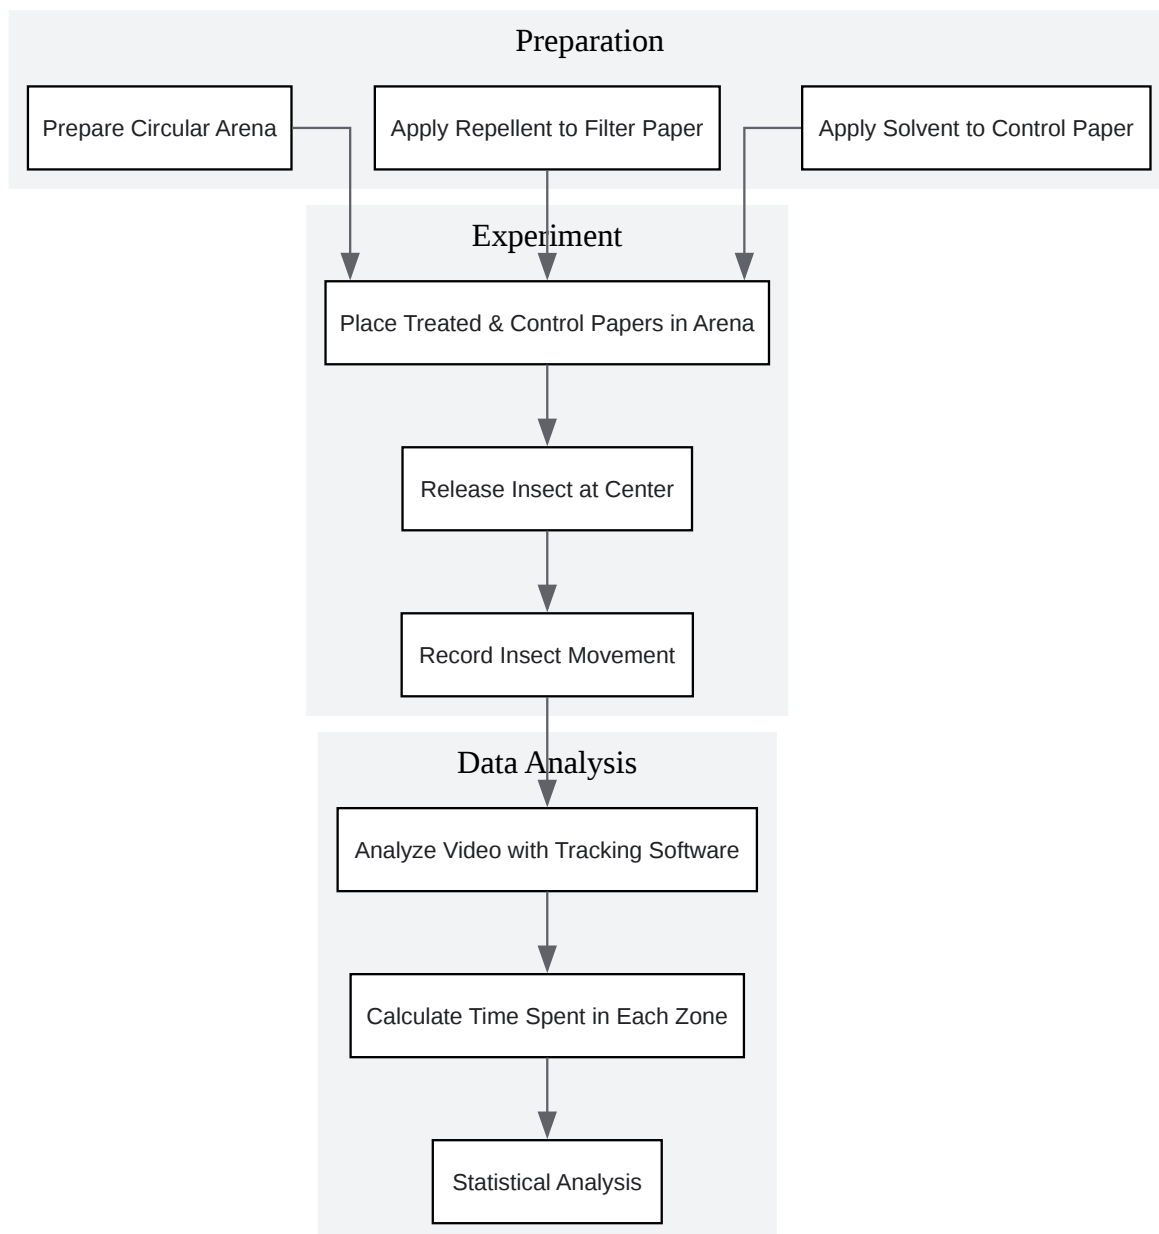 Preparation
Prepare Circular Arena
Apply Repellent to Filter Paper
Apply Solvent to Control Paper
Experiment
Place Treated & Control Papers in Arena
Release Insect at Center
Record Insect Movement
Data Analysis
Analyze Video with Tracking Software
Calculate Time Spent in Each Zone
Statistical Analysis